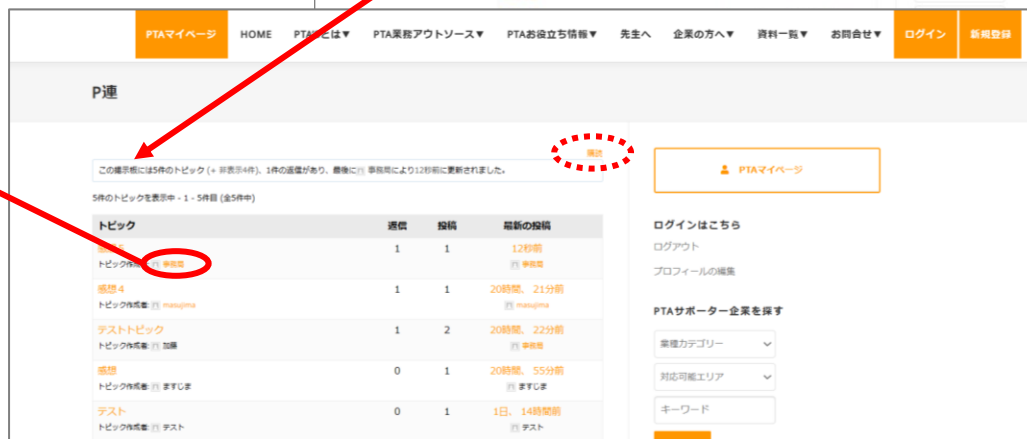 PTAマイページ HOME PTA とは▼ PTA業務アウトソース▼ PTAお役立ち情報▼ 先生へ 企業の方へ▼ 資料一覧▼ お問合せ▼ ログイン 新規登録
P連
購読
この掲示板には5件のトピック (+ 非表示4件)、1件の返信があり、最後に 事務局により12秒前に更新されました。
5件のトピックを表示中 - 1 - 5件目 (全5件中)
トピック 返信 投稿 最新の投稿
1 1 12秒前
トピック作成 事務局 事務局
感想４ 1 1 20時間、 21分前
トピック作成者: masujima masujima
テストトピック 1 2 20時間、 22分前
トピック作成者: 加藤 事務局
感想 0 1 20時間、 55分前
トピック作成者: ますじま ますじま
テスト 0 1 1日、 14時間前
トピック作成者: テスト テスト
PTAマイページ
ログインはこちら
ログアウト
プロフィールの編集
PTAサポーター企業を探す
業種カテゴリー
対応可能エリア
キーワード